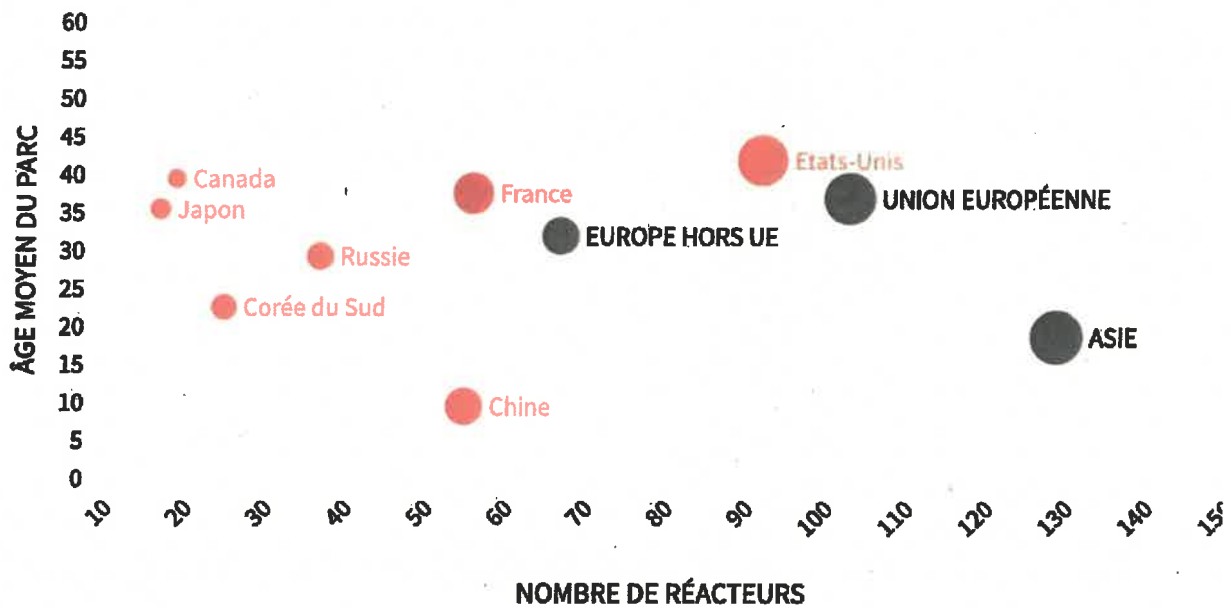 60
55
50
45
40
35
30
25
20
15
10
5
0
ÂGE MOYEN DU PARC
Canada
Japon
Russie
Corée du Sud
France
Chine
Etats-Unis
EUROPE HORS UE
UNION EUROPÉENNE
ASIE
10
20
30
40
50
60
70
80
90
100
110
120
130
140
NOMBRE DE RÉACTEURS